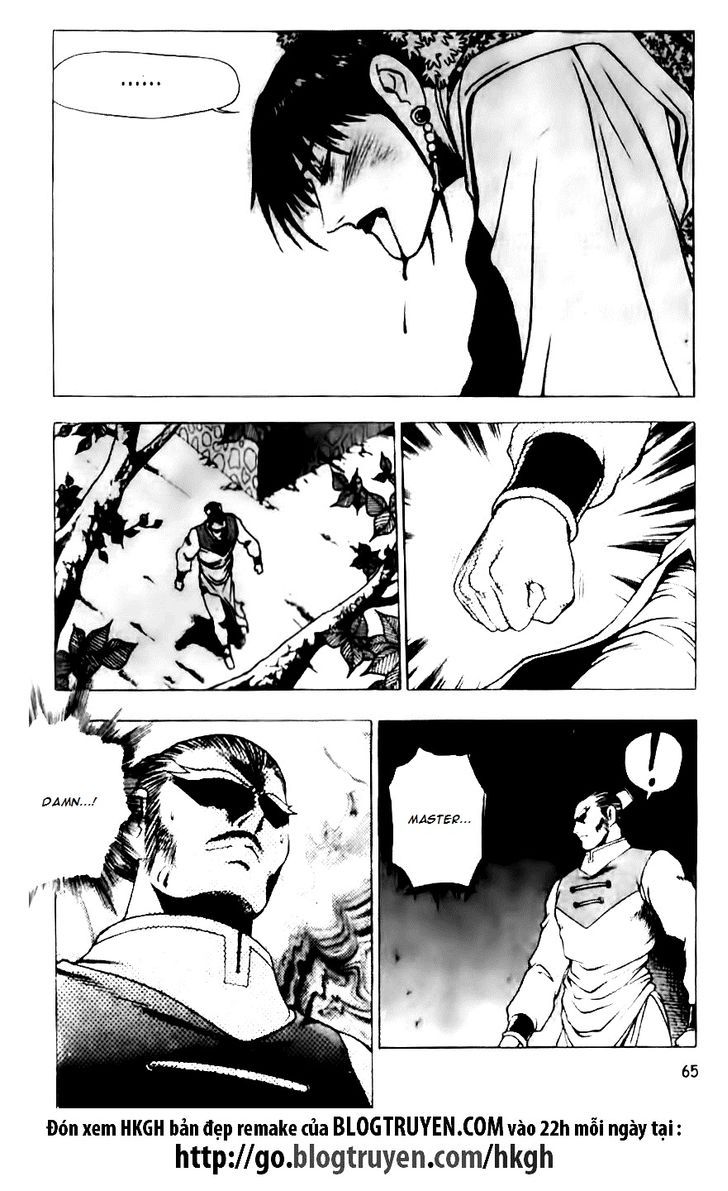 ......
!
MASTER...
DAMN...!
65
Đón xem HKGH bản đẹp remake của BLOGTRUYEN.COM vào 22h mỗi ngày tại :
http://go.blogtruyen.com/hkgh